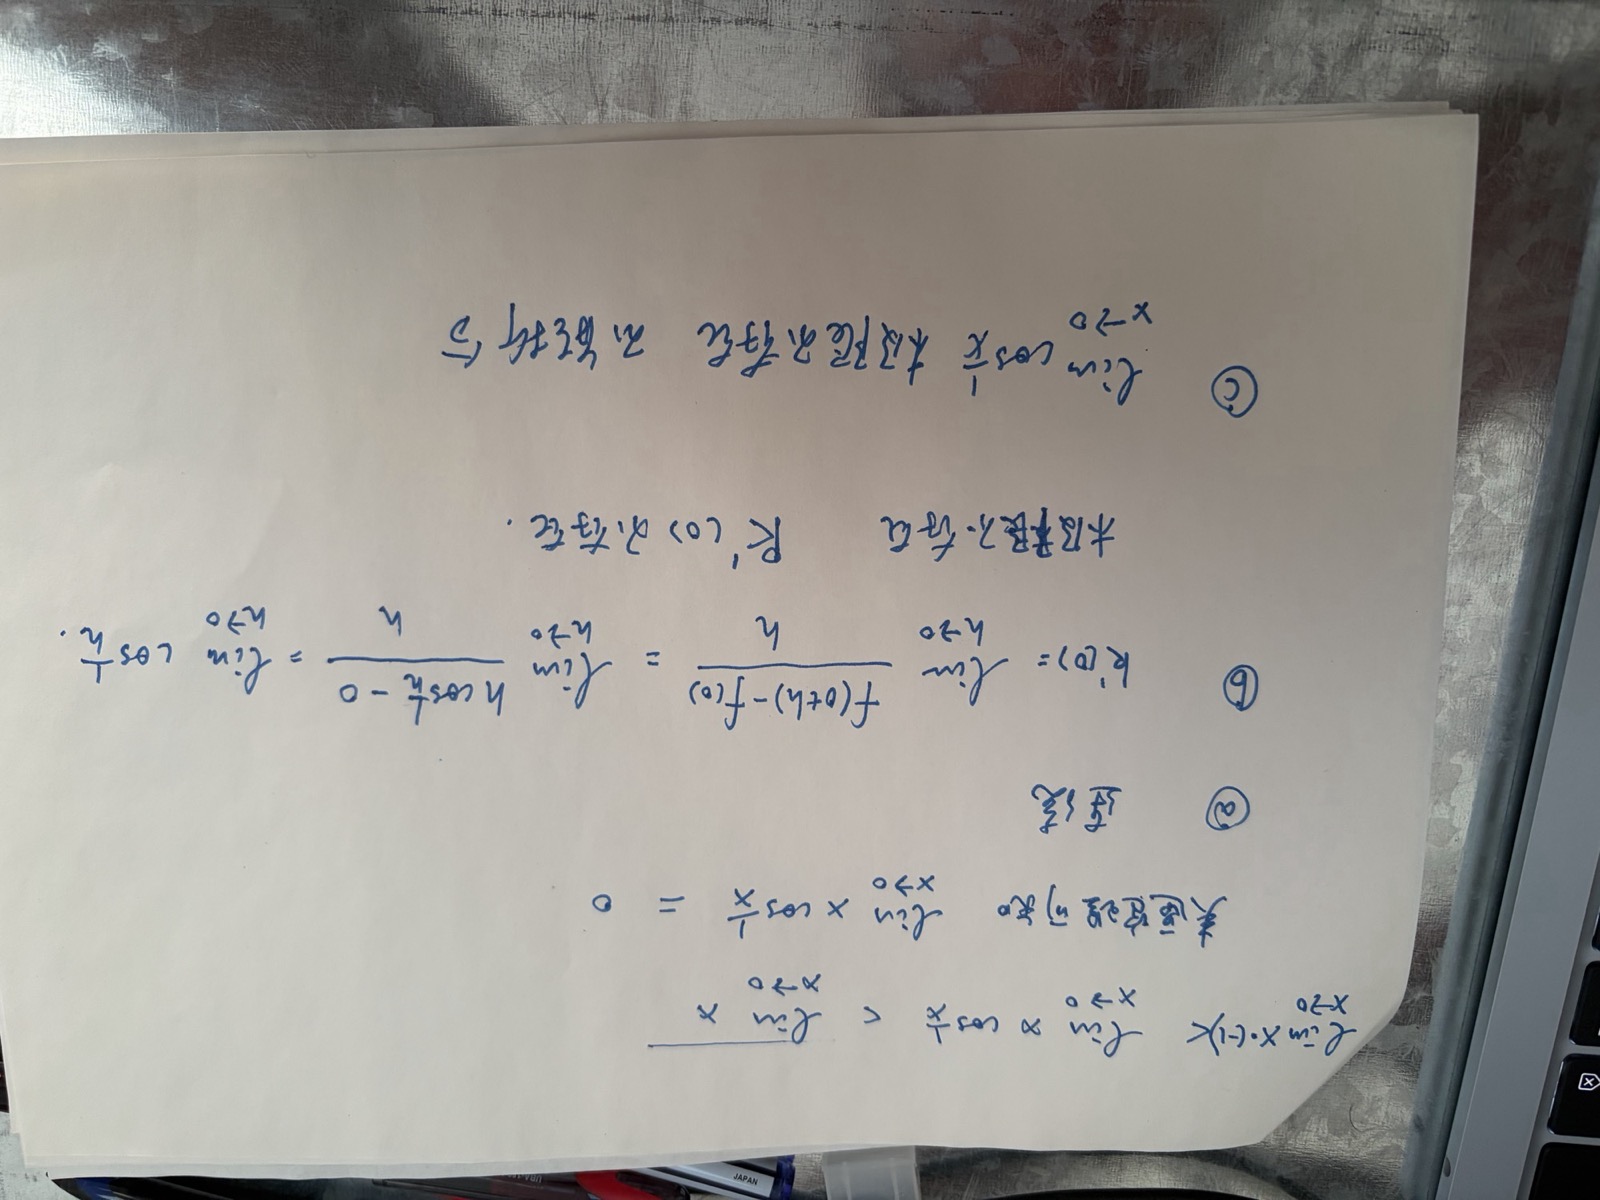 JAPAN
lim x→0 x·(-1) < lim x→0 x cos 1/x < lim x→0 x
夹逼定理可知 lim x→0 x cos 1/x = 0
ⓐ 连续
ⓑ k'(0) = lim h→0 f(0+h)-f(0) / h = lim h→0 h cos 1/h - 0 / h = lim h→0 cos 1/h.
极限不存在 k'(0) 不存在.
ⓒ lim x→0 cos 1/x 极限不存在 不能拆分